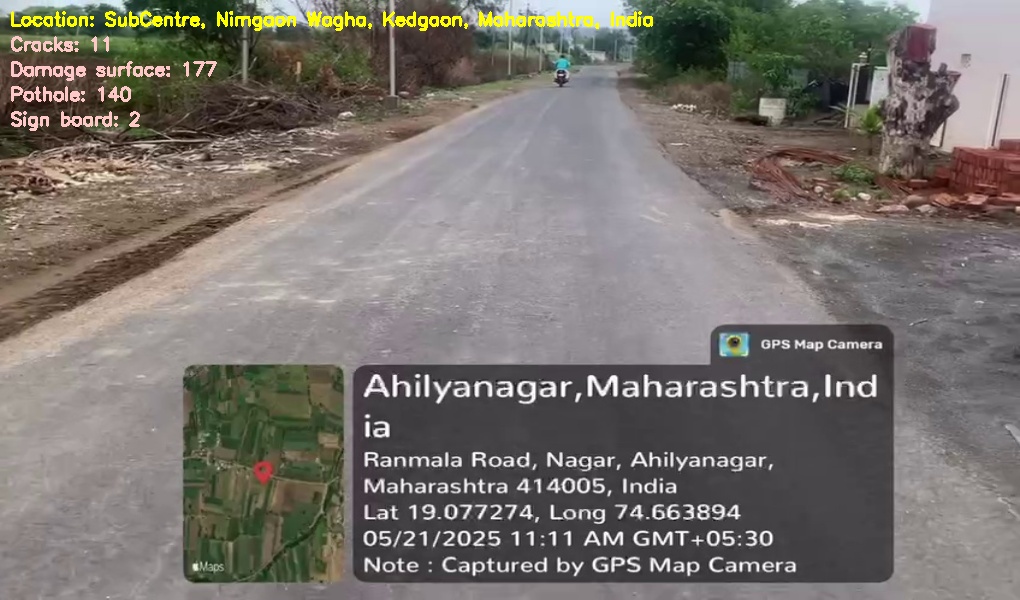 Location: SubCentre, Nimgaon Wagha, Kedgaon, Maharashtra, India
Cracks: 11
Damage surface: 177
Pothole: 140
Sign board: 2
GPS Map Camera
Ahilyanagar,Maharashtra,Ind
ia
Ranmala Road, Nagar, Ahilyanagar,
Maharashtra 414005, India
Lat 19.077274, Long 74.663894
05/21/2025 11:11 AM GMT+05:30
Note : Captured by GPS Map Camera
Maps